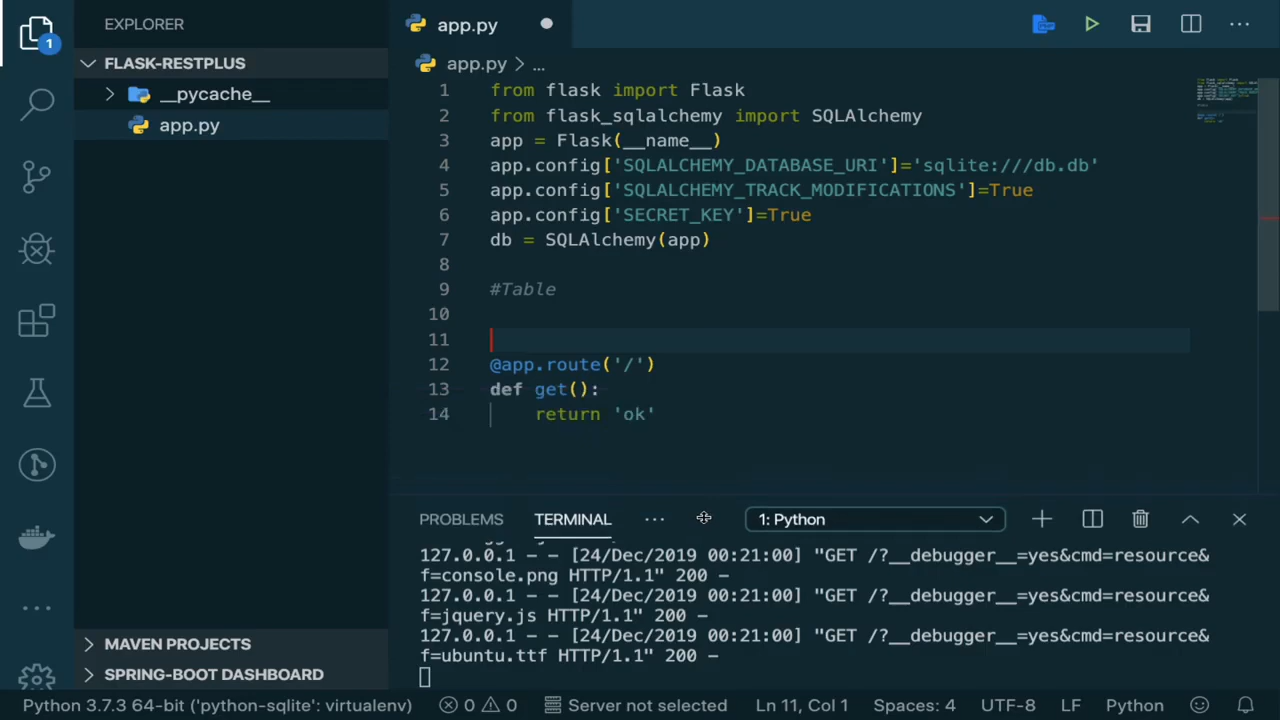 EXPLORER
app.py
1
FLASK-RESTPLUS
__pycache__
app.py
app.py > ...
1 from flask import Flask
2 from flask_sqlalchemy import SQLAlchemy
3 app = Flask(__name__)
4 app.config['SQLALCHEMY_DATABASE_URI']='sqlite:///db.db'
5 app.config['SQLALCHEMY_TRACK_MODIFICATIONS']=True
6 app.config['SECRET_KEY']=True
7 db = SQLAlchemy(app)
8
9 #Table
10
11
12 @app.route('/')
13 def get():
14 return 'ok'
PROBLEMS TERMINAL ... 1: Python
127.0.0.1 - - [24/Dec/2019 00:21:00] "GET /?__debugger__=yes&cmd=resource&
f=console.png HTTP/1.1" 200 -
127.0.0.1 - - [24/Dec/2019 00:21:00] "GET /?__debugger__=yes&cmd=resource&
f=jquery.js HTTP/1.1" 200 -
127.0.0.1 - - [24/Dec/2019 00:21:00] "GET /?__debugger__=yes&cmd=resource&
f=ubuntu.ttf HTTP/1.1" 200 -
MAVEN PROJECTS
SPRING-BOOT DASHBOARD
Python 3.7.3 64-bit ('python-sqlite': virtualenv) 0 0 Server not selected Ln 11, Col 1 Spaces: 4 UTF-8 LF Python